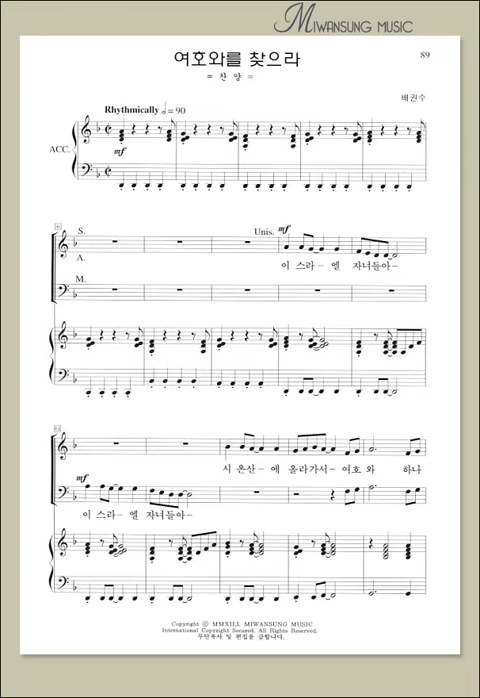 MIWANSUNG MUSIC
여호와를 찾으라
89
= 찬 양 =
배권수
Rhythmically ♩ = 90
ACC.
mf
6
S.
Unis. mf
A.
이 스라- 엘 자녀들아-
M.
10
시 온산- 에 올라가서- 여호 와 하나
mf
이 스라- 엘 자녀들아-
Copyright ⓒ MMXIII. MIWANSUNG MUSIC
International Copyright Secured. All Rights Reserved.
무단복사 및 편집을 금합니다.